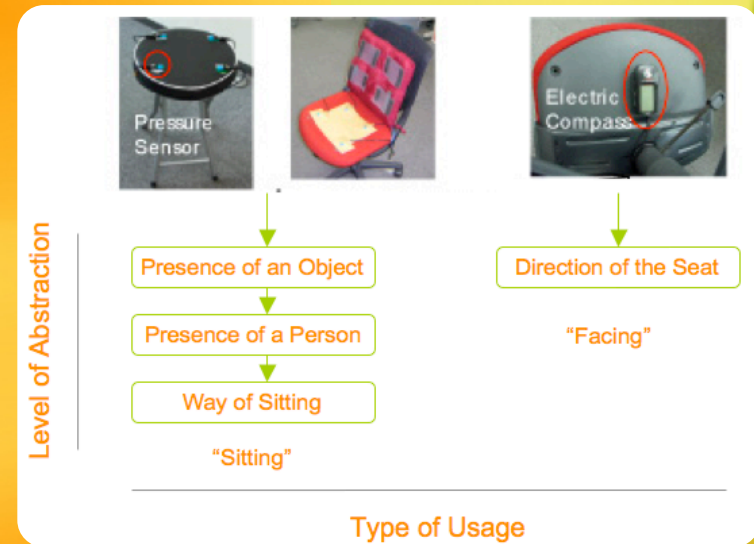 Pressure
Sensor
Electric
Compass
Level of Abstraction
Presence of an Object
Direction of the Seat
Presence of a Person
“Facing”
Way of Sitting
“Sitting”
Type of Usage